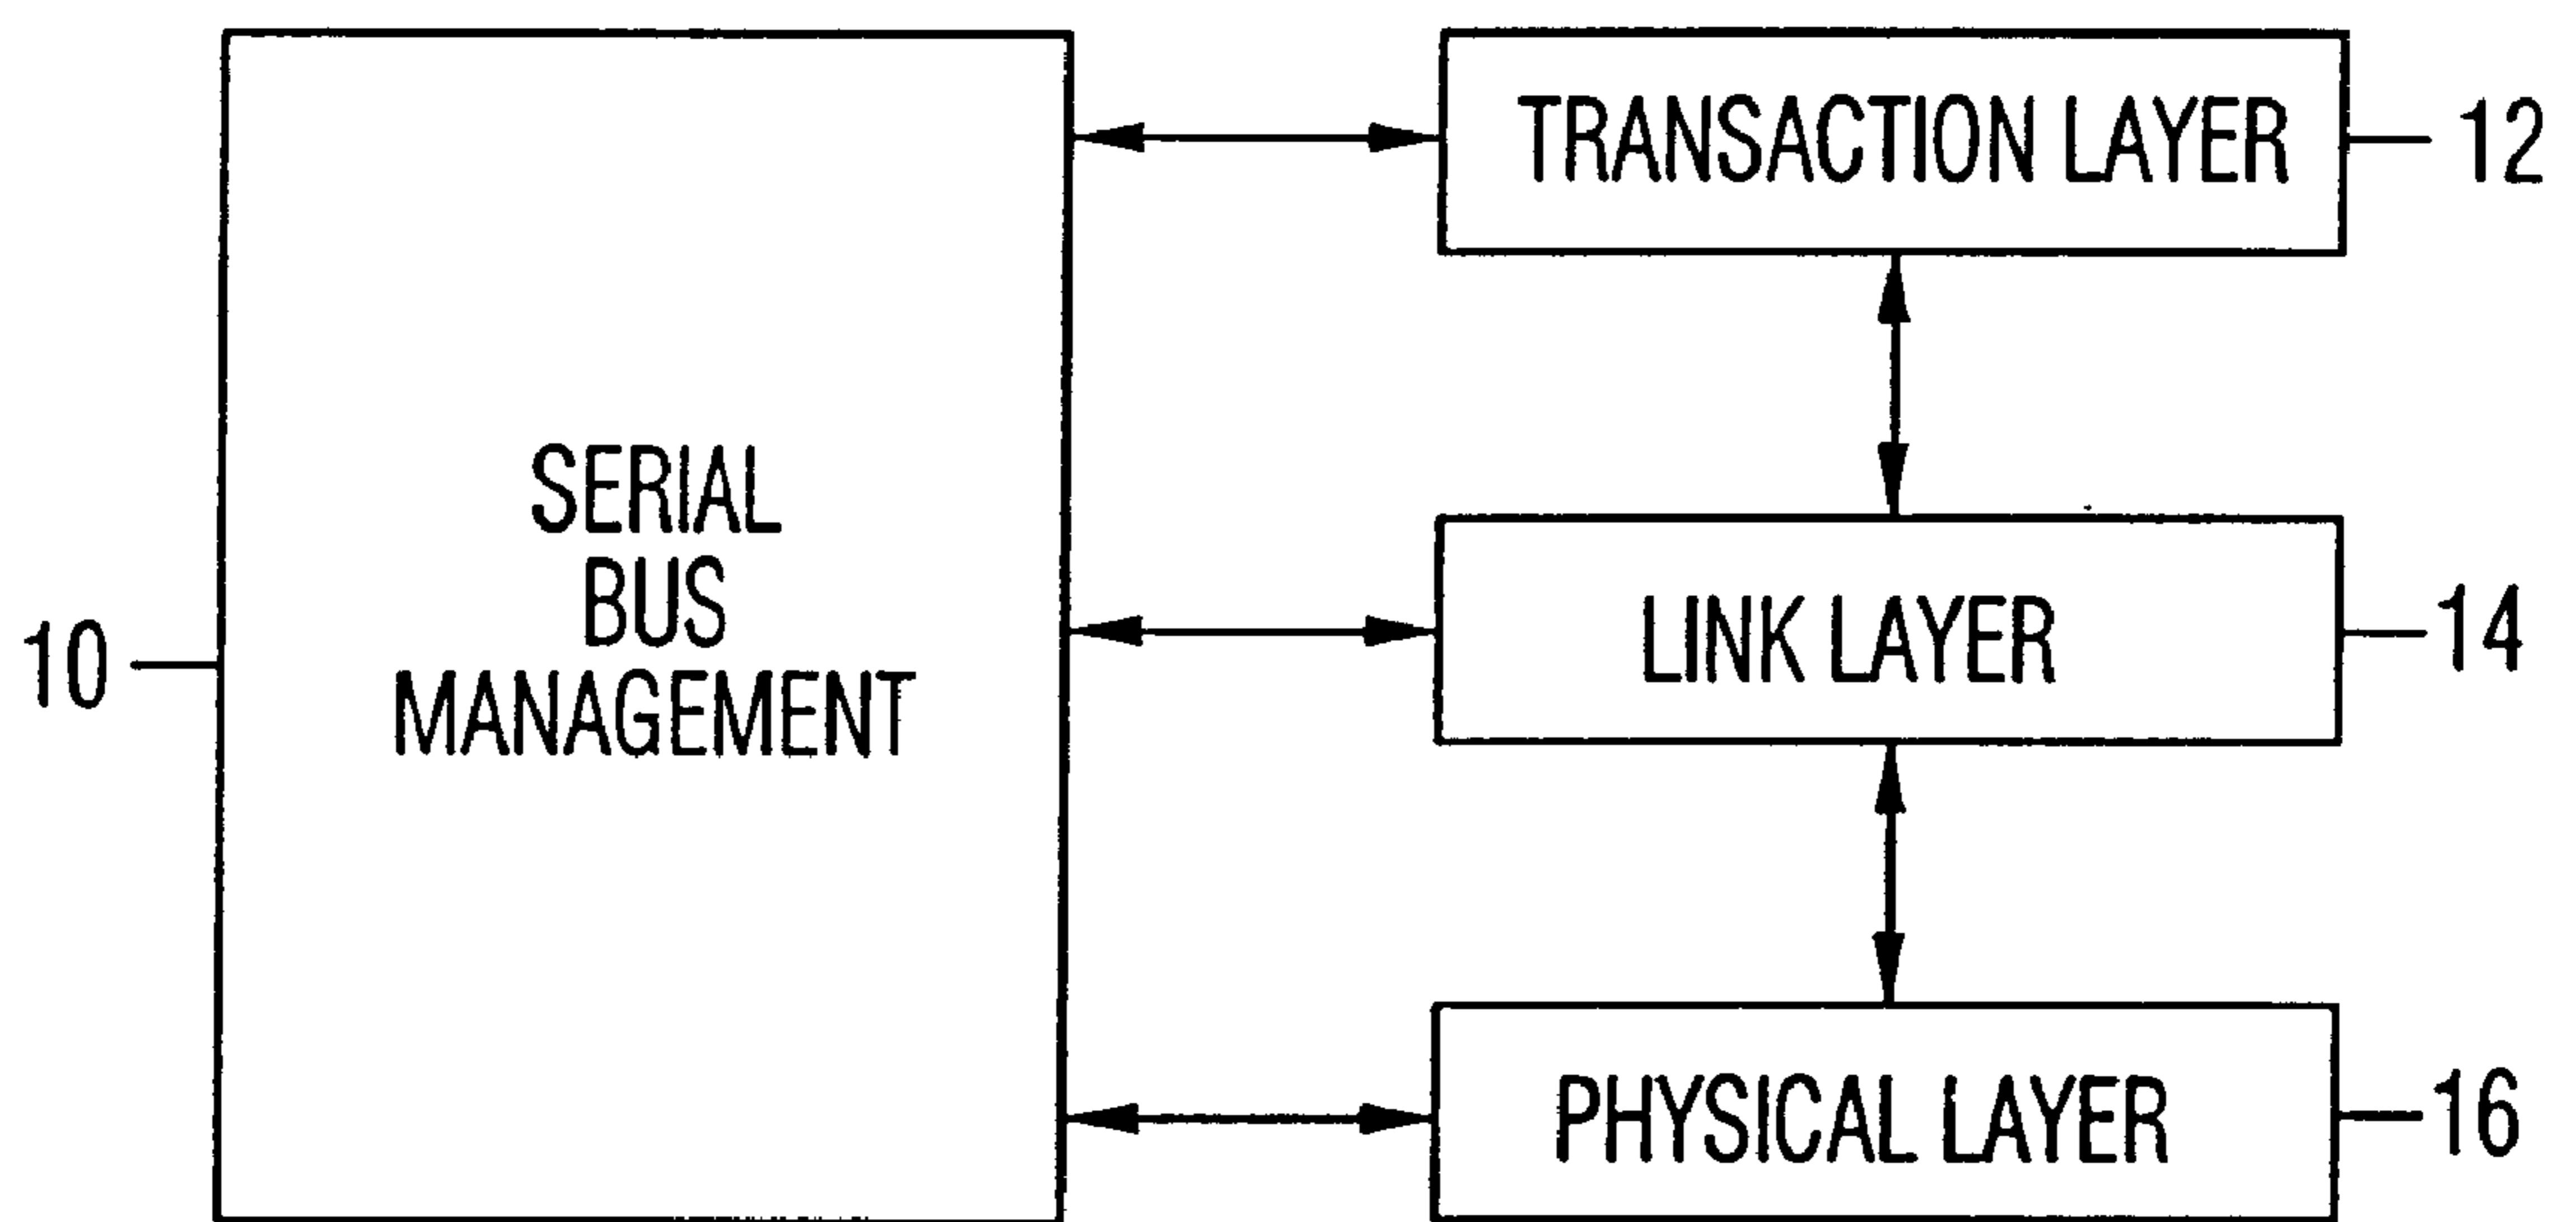 TRANSACTION LAYER
12
SERIAL
BUS
MANAGEMENT
10
LINK LAYER
14
PHYSICAL LAYER
16